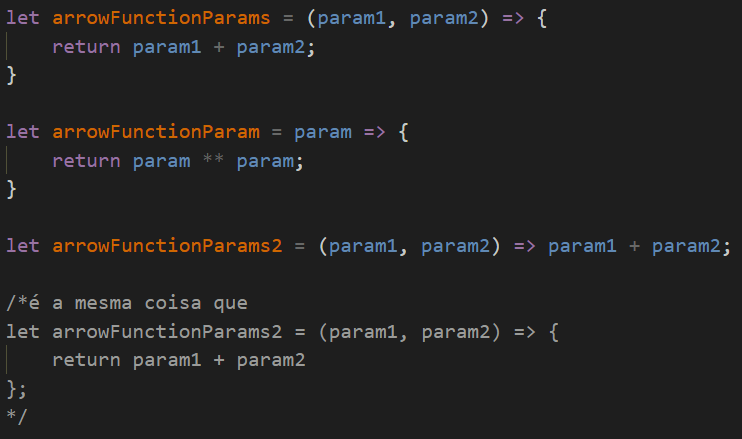 let arrowFunctionParams = (param1, param2) => {
    return param1 + param2;
}
let arrowFunctionParam = param => {
    return param ** param;
}
let arrowFunctionParams2 = (param1, param2) => param1 + param2;
/*é a mesma coisa que
let arrowFunctionParams2 = (param1, param2) => {
    return param1 + param2
};
*/